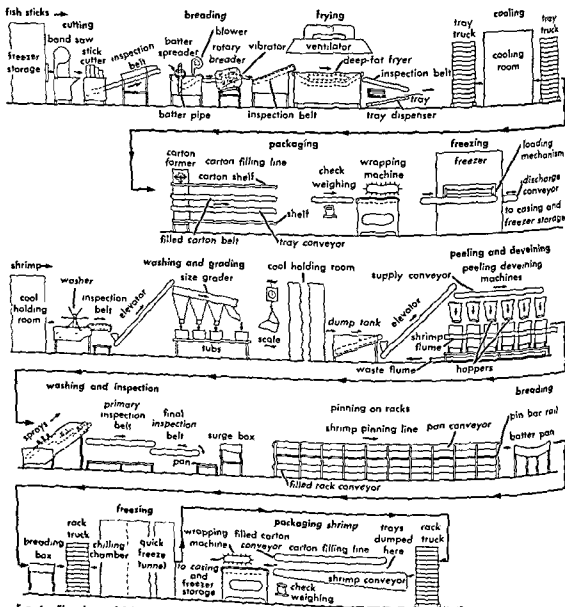 fish sticks
cutting
band saw
stick cutter
inspection belt
freezer storage
breading
batter spreader
blower
rotary breader
vibrator
batter pipe
inspection belt
frying
ventilator
deep-fat fryer
inspection belt
tray
tray dispenser
cooling
tray truck
cooling room
tray truck
packaging
carton former
carton filling line
carton shelf
shelf
filled carton belt
tray conveyor
check weighing
wrapping machine
freezing
freezer
loading mechanism
discharge conveyor
to casing and freezer storage
shrimp
cool holding room
washer
inspection belt
elevator
washing and grading
size grader
tubs
scale
cool holding room
dump tank
elevator
peeling and deveining
supply conveyor
peeling deveining machines
shrimp flume
waste flume
hoppers
washing and inspection
sprays
primary inspection belt
final inspection belt
pan
surge box
pinning on racks
shrimp pinning line
pan conveyor
filled rack conveyor
pin bar rail
breading
batter pan
breading box
rack truck
freezing
chilling chamber
quick freeze tunnel
packaging shrimp
to casing and freezer storage
wrapping machine
filled carton conveyor
carton filling line
trays dumped here
rack truck
check weighing
shrimp conveyor